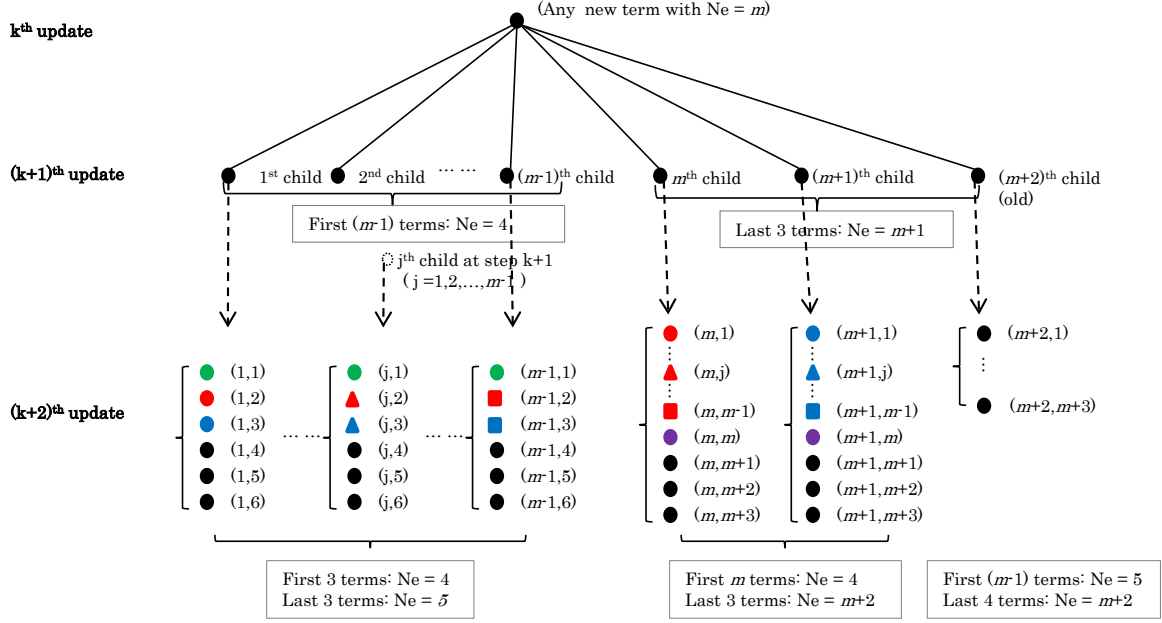 (Any new term with Ne = m)
kth update
(k+1)th update
1st child
2nd child
... ...
(m-1)th child
mth child
(m+1)th child
(m+2)th child
(old)
First (m-1) terms: Ne = 4
Last 3 terms: Ne = m+1
jth child at step k+1
( j =1,2,...,m-1 )
(k+2)th update
(1,1)
(1,2)
(1,3)
(1,4)
(1,5)
(1,6)
... ...
(j,1)
(j,2)
(j,3)
(j,4)
(j,5)
(j,6)
... ...
(m-1,1)
(m-1,2)
(m-1,3)
(m-1,4)
(m-1,5)
(m-1,6)
(m,1)
(m,j)
(m,m-1)
(m,m)
(m,m+1)
(m,m+2)
(m,m+3)
(m+1,1)
(m+1,j)
(m+1,m-1)
(m+1,m)
(m+1,m+1)
(m+1,m+2)
(m+1,m+3)
(m+2,1)
(m+2,m+3)
First 3 terms: Ne = 4
Last 3 terms: Ne = 5
First m terms: Ne = 4
Last 3 terms: Ne = m+2
First (m-1) terms: Ne = 5
Last 4 terms: Ne = m+2